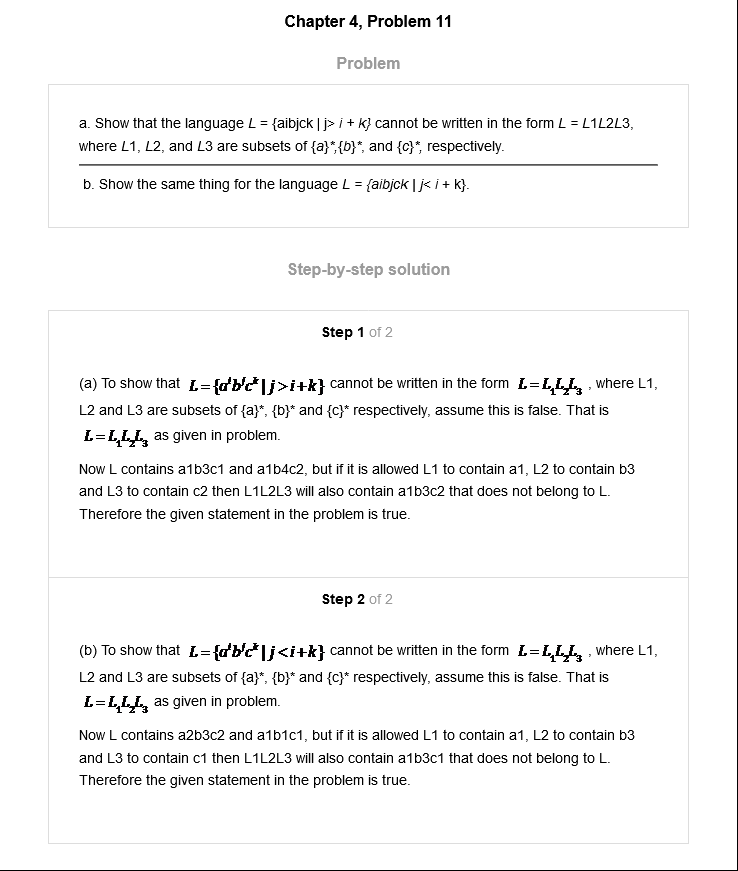 Chapter 4, Problem 11
Problem
a. Show that the language L = {aibjck | j> i + k} cannot be written in the form L = L1L2L3,
where L1, L2, and L3 are subsets of {a}*,{b}*, and {c}*, respectively.
b. Show the same thing for the language L = {aibjck | j< i + k}.
Step-by-step solution
Step 1 of 2
(a) To show that L={aⁱbʲcᵏ|j>i+k} cannot be written in the form L=L₁L₂L₃ , where L1,
L2 and L3 are subsets of {a}*, {b}* and {c}* respectively, assume this is false. That is
L=L₁L₂L₃ as given in problem.
Now L contains a1b3c1 and a1b4c2, but if it is allowed L1 to contain a1, L2 to contain b3
and L3 to contain c2 then L1L2L3 will also contain a1b3c2 that does not belong to L.
Therefore the given statement in the problem is true.
Step 2 of 2
(b) To show that L={aⁱbʲcᵏ|j<i+k} cannot be written in the form L=L₁L₂L₃ , where L1,
L2 and L3 are subsets of {a}*, {b}* and {c}* respectively, assume this is false. That is
L=L₁L₂L₃ as given in problem.
Now L contains a2b3c2 and a1b1c1, but if it is allowed L1 to contain a1, L2 to contain b3
and L3 to contain c1 then L1L2L3 will also contain a1b3c1 that does not belong to L.
Therefore the given statement in the problem is true.